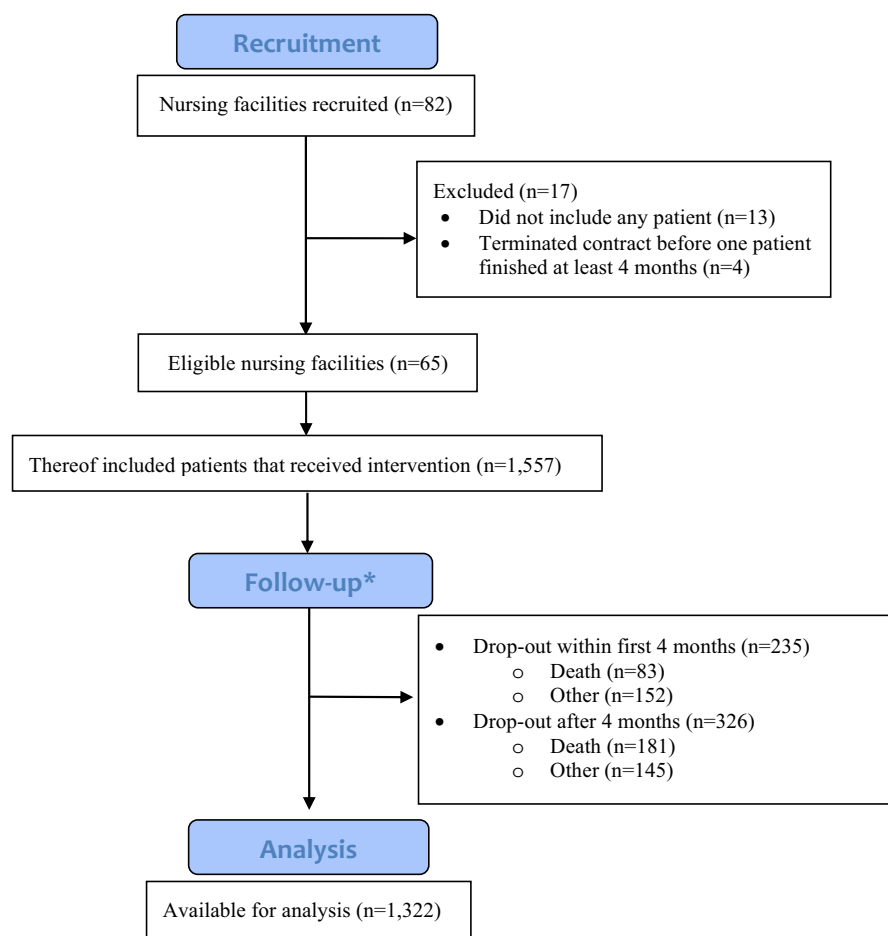 Recruitment
Nursing facilities recruited (n=82)
Excluded (n=17)
• Did not include any patient (n=13)
• Terminated contract before one patient
finished at least 4 months (n=4)
Eligible nursing facilities (n=65)
Thereof included patients that received intervention (n=1,557)
Follow-up*
• Drop-out within first 4 months (n=235)
o Death (n=83)
o Other (n=152)
• Drop-out after 4 months (n=326)
o Death (n=181)
o Other (n=145)
Analysis
Available for analysis (n=1,322)